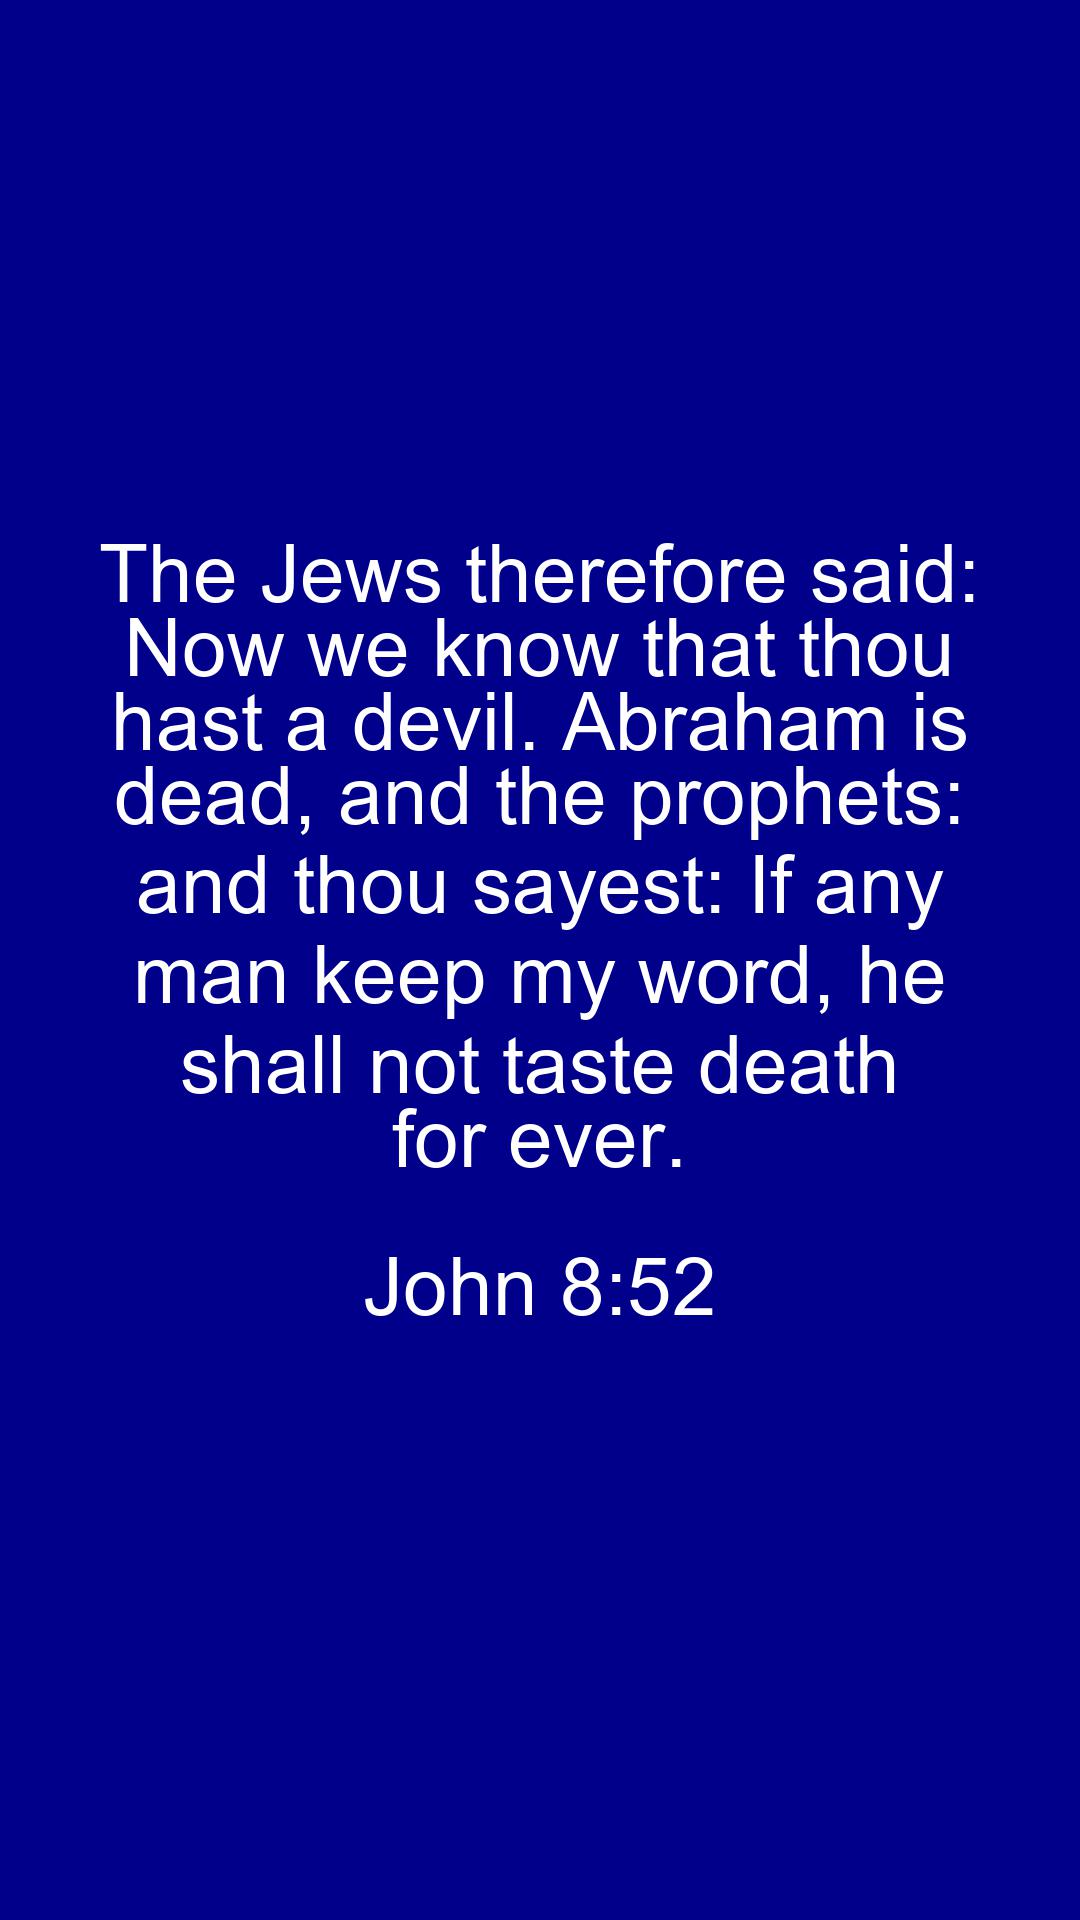 The Jews therefore said:
Now we know that thou
hast a devil. Abraham is
dead, and the prophets:
and thou sayest: If any
man keep my word, he
shall not taste death
for ever.
John 8:52